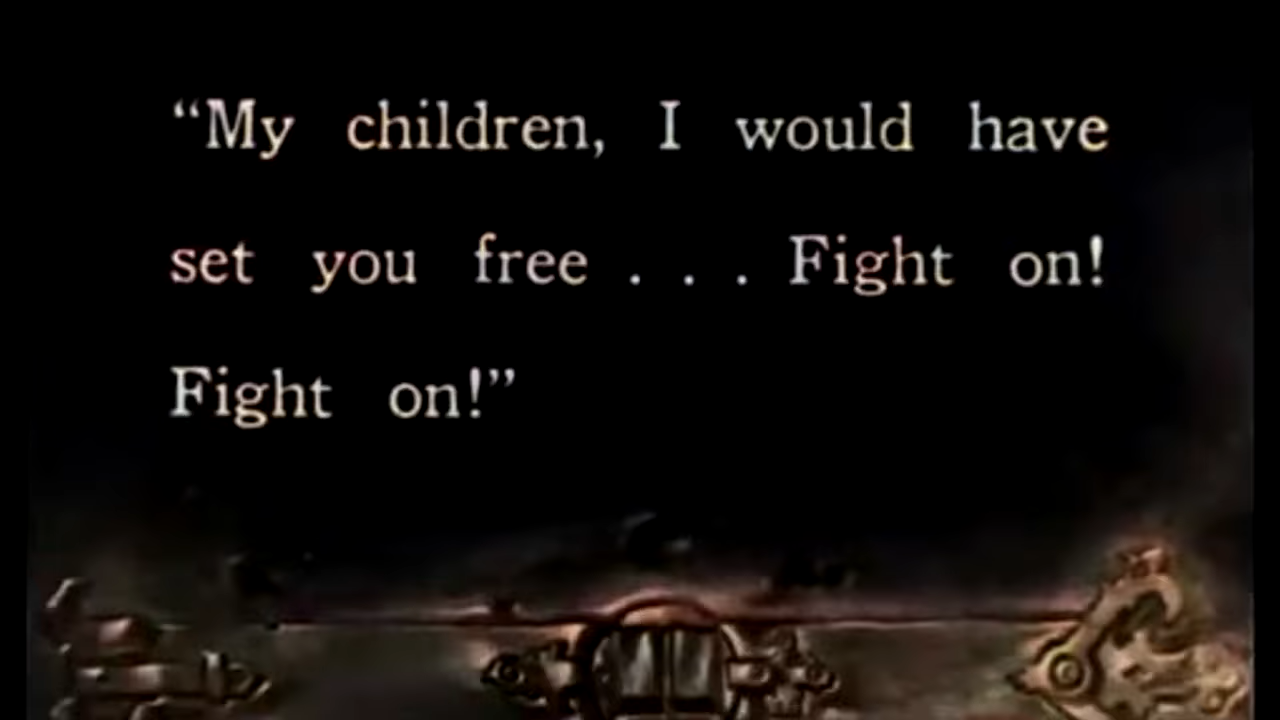 “My children, I would have
set you free . . . Fight on!
Fight on!”